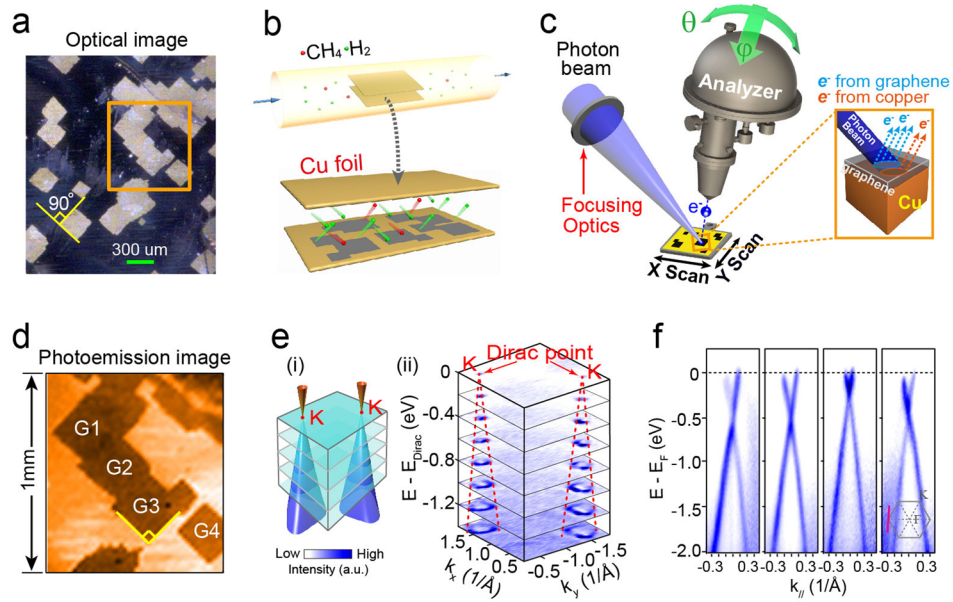 a
Optical image
90°
300 um
b
CH4 H2
Cu foil
c
Photon
beam
θ
φ
Analyzer
e-
Focusing
Optics
X Scan
Y Scan
e- from graphene
e- from copper
Photon
Beam
e-
e-
e-
graphene
Cu
d
Photoemission image
1mm
G1
G2
G3
G4
e
(i)
K
K
Low High
Intensity (a.u.)
(ii)
Dirac point
K
K
E - EDirac (eV)
0
-0.4
-0.8
-1.2
1.5
1.0
0.5
kx (1/Å)
-0.5
-1.0
-1.5
ky (1/Å)
f
E - EF (eV)
0
-0.5
-1.0
-1.5
-2.0
K
Γ
-0.3 0.3 -0.3 0.3 -0.3 0.3 -0.3 0.3
k// (1/Å)